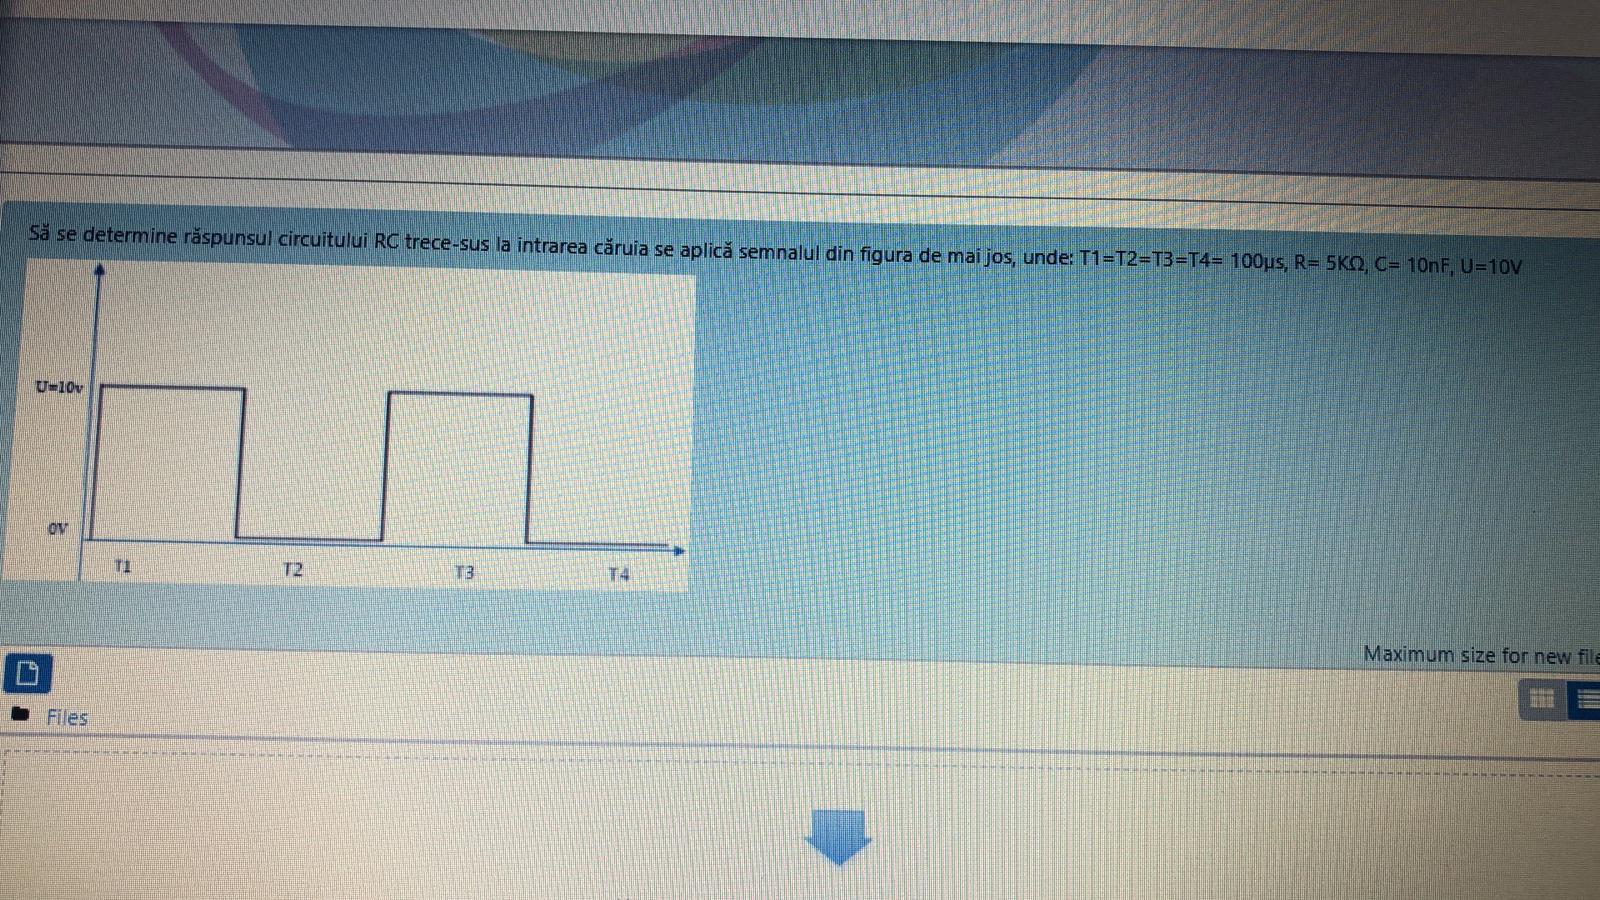 Să se determine răspunsul circuitului RC trece-sus la intrarea căruia se aplică semnalul din figura de mai jos, unde: T1=T2=T3=T4= 100µs, R= 5KΩ, C= 10nF, U=10V
U=10v
0V
T1 T2 T3 T4
Maximum size for new file
Files